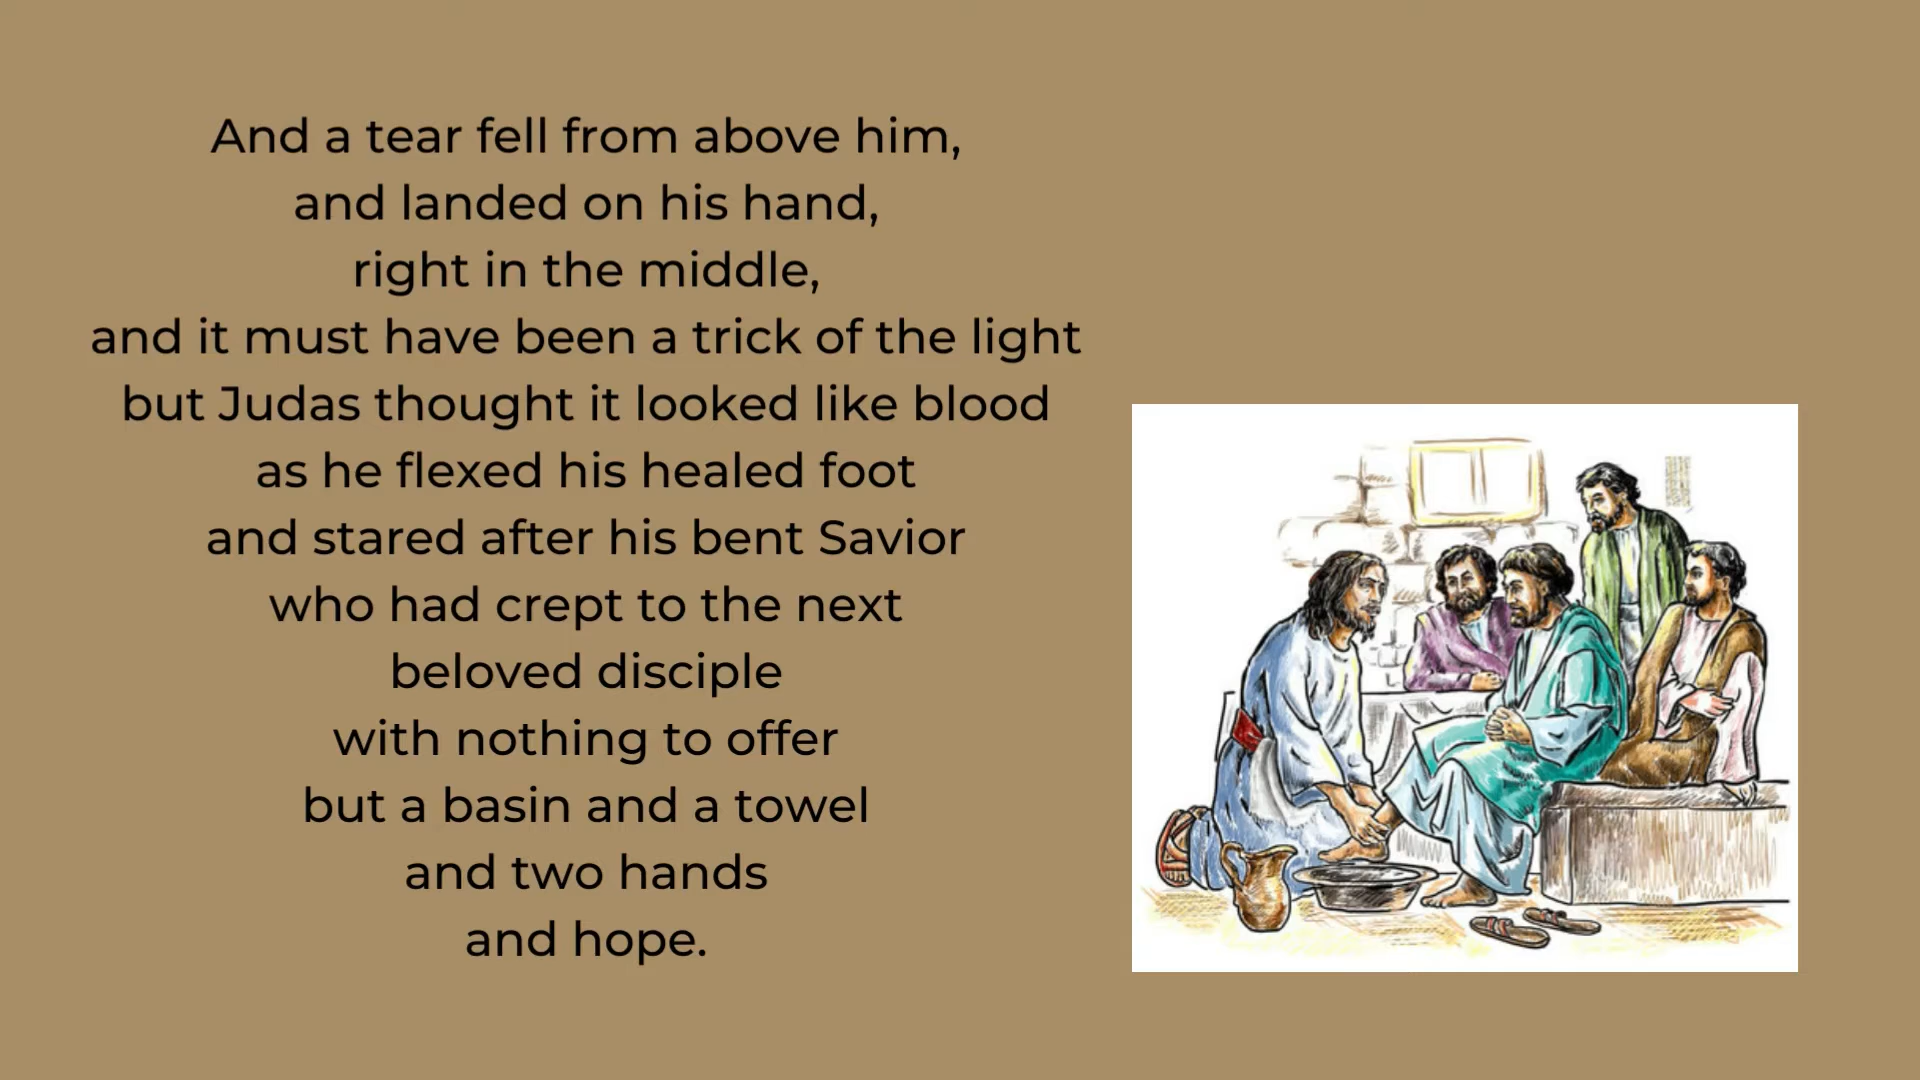 And a tear fell from above him,
and landed on his hand,
right in the middle,
and it must have been a trick of the light
but Judas thought it looked like blood
as he flexed his healed foot
and stared after his bent Savior
who had crept to the next
beloved disciple
with nothing to offer
but a basin and a towel
and two hands
and hope.